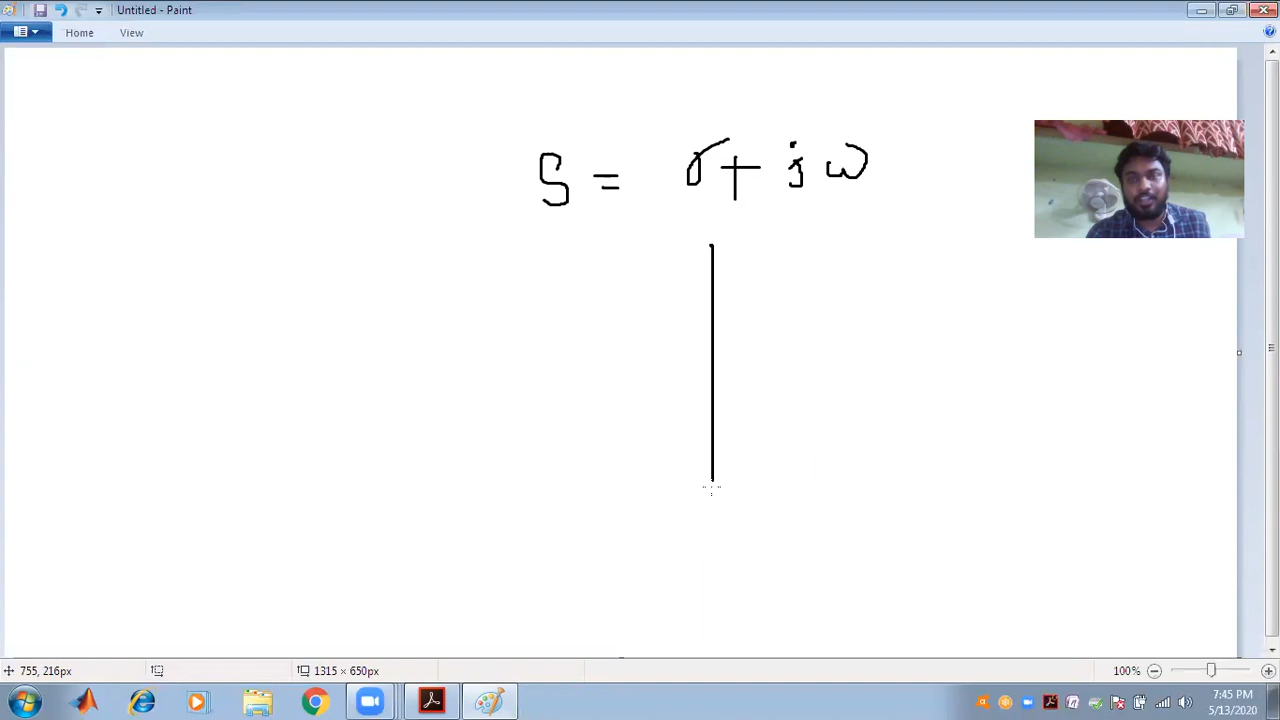 Untitled - Paint
Home View
S = σ + jω
755, 216px
1315 × 650px
100%
7:45 PM
5/13/2020